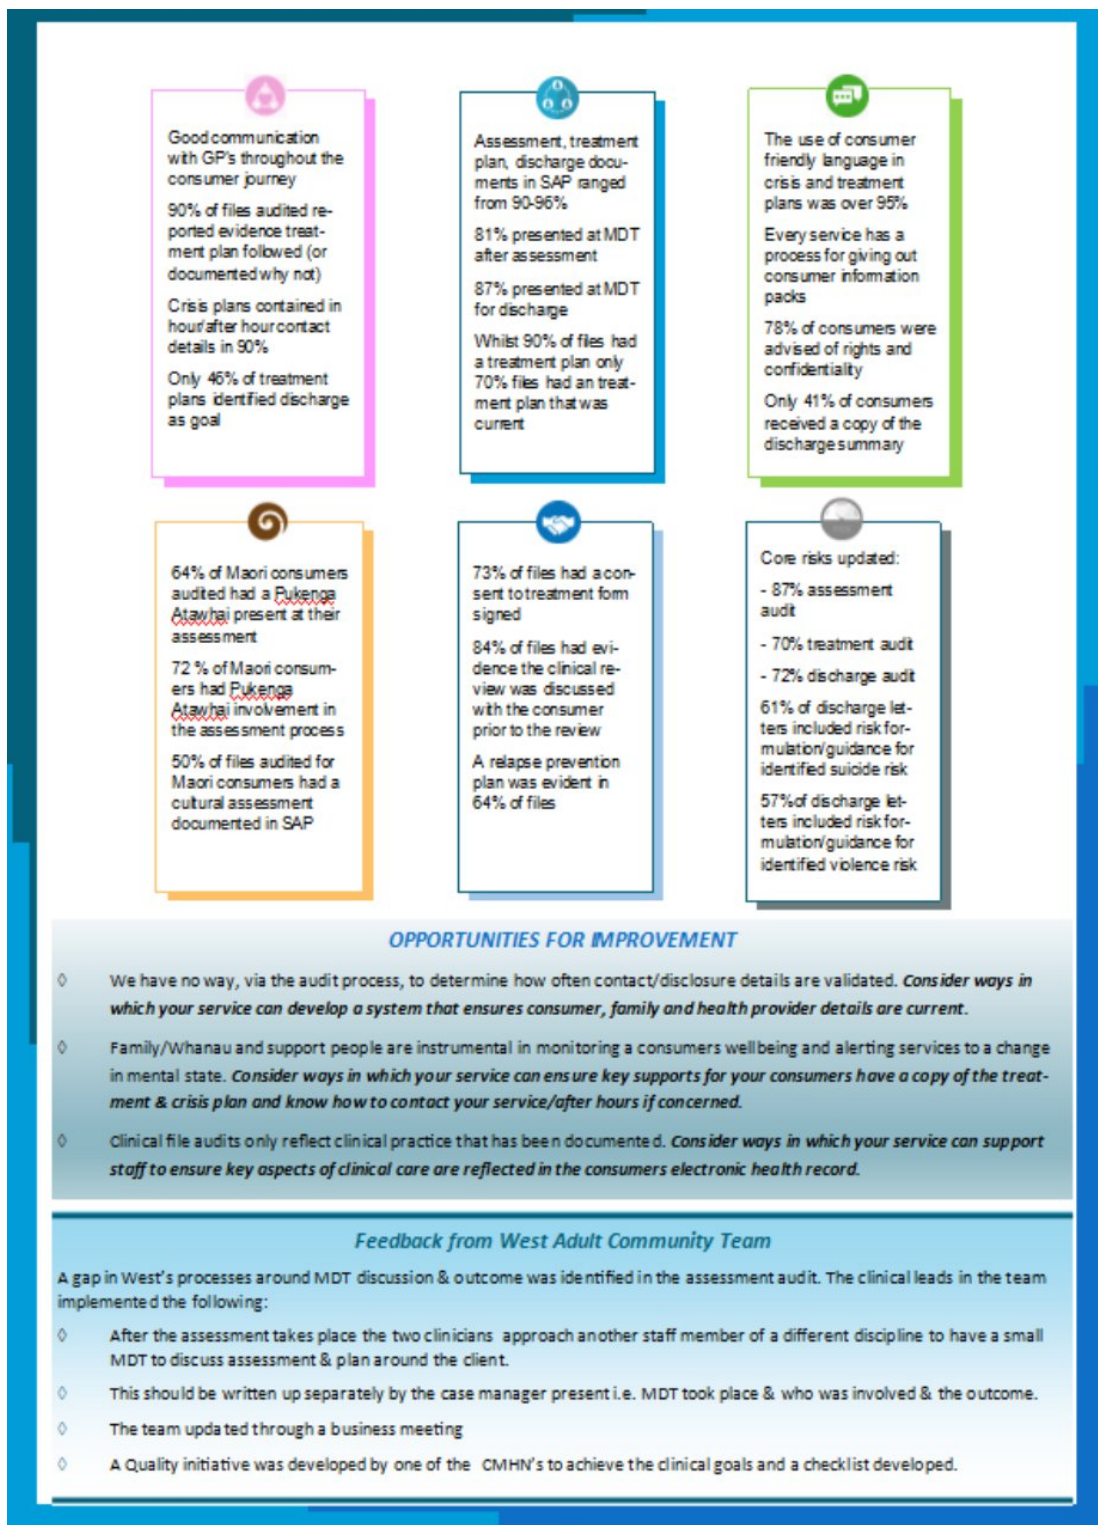 Good communication
with GP's throughout the
consumer journey
90% of files audited re-
ported evidence treat-
ment plan followed (or
documented why not)
Crisis plans contained in
hour/after hour contact
details in 90%
Only 46% of treatment
plans identified discharge
as goal
Assessment, treatment
plan, discharge docu-
ments in SAP ranged
from 90-96%
81% presented at MDT
after assessment
87% presented at MDT
for discharge
Whilst 90% of files had
a treatment plan only
70% files had an treat-
ment plan that was
current
The use of consumer
friendly language in
crisis and treatment
plans was over 95%
Every service has a
process for giving out
consumer information
packs
78% of consumers were
advised of rights and
confidentiality
Only 41% of consumers
received a copy of the
discharge summary
64% of Maori consumers
audited had a Pukenga
Atawhai present at their
assessment
72 % of Maori consum-
ers had Pukenga
Atawhai involvement in
the assessment process
50% of files audited for
Maori consumers had a
cultural assessment
documented in SAP
73% of files had a con-
sent to treatment form
signed
84% of files had evi-
dence the clinical re-
view was discussed
with the consumer
prior to the review
A relapse prevention
plan was evident in
64% of files
Core risks updated:
- 87% assessment
audit
- 70% treatment audit
- 72% discharge audit
61% of discharge let-
ters included risk for-
mulation/guidance for
identified suicide risk
57%of discharge let-
ters included risk for-
mulation/guidance for
identified violence risk
OPPORTUNITIES FOR IMPROVEMENT
◊ We have no way, via the audit process, to determine how often contact/disclosure details are validated. Consider ways in
which your service can develop a system that ensures consumer, family and health provider details are current.
◊ Family/Whanau and support people are instrumental in monitoring a consumers wellbeing and alerting services to a change
in mental state. Consider ways in which your service can ensure key supports for your consumers have a copy of the treat-
ment & crisis plan and know how to contact your service/after hours if concerned.
◊ Clinical file audits only reflect clinical practice that has been documented. Consider ways in which your service can support
staff to ensure key aspects of clinical care are reflected in the consumers electronic health record.
Feedback from West Adult Community Team
A gap in West's processes around MDT discussion & outcome was identified in the assessment audit. The clinical leads in the team
implemented the following:
◊ After the assessment takes place the two clinicians approach another staff member of a different discipline to have a small
MDT to discuss assessment & plan around the client.
◊ This should be written up separately by the case manager present i.e. MDT took place & who was involved & the outcome.
◊ The team updated through a business meeting
◊ A Quality initiative was developed by one of the CMHN's to achieve the clinical goals and a checklist developed.